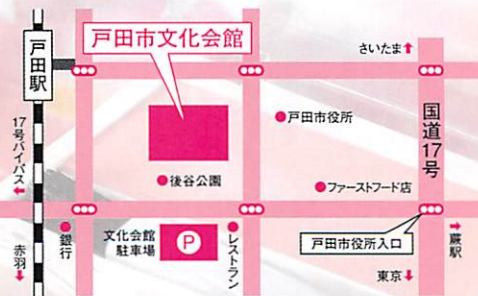 戸田市文化会館
さいたま
戸田駅
戸田市役所
国道17号
17号バイパス
後谷公園
ファーストフード店
銀行
文化会館
駐車場
P
レストラン
戸田市役所入口
蕨駅
赤羽
東京